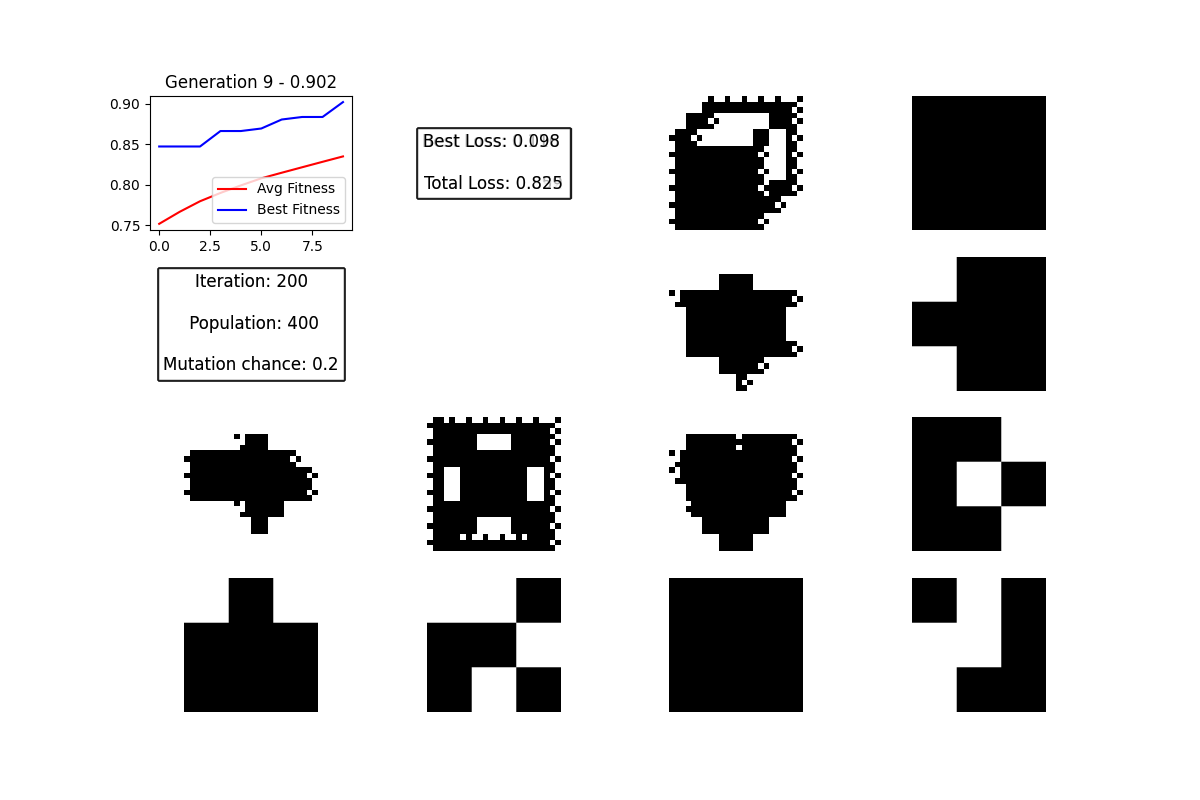 Generation 9 - 0.902
0.90
0.85
0.80
0.75
Avg Fitness
Best Fitness
0.0 2.5 5.0 7.5
Best Loss: 0.098
Total Loss: 0.825
Iteration: 200
Population: 400
Mutation chance: 0.2